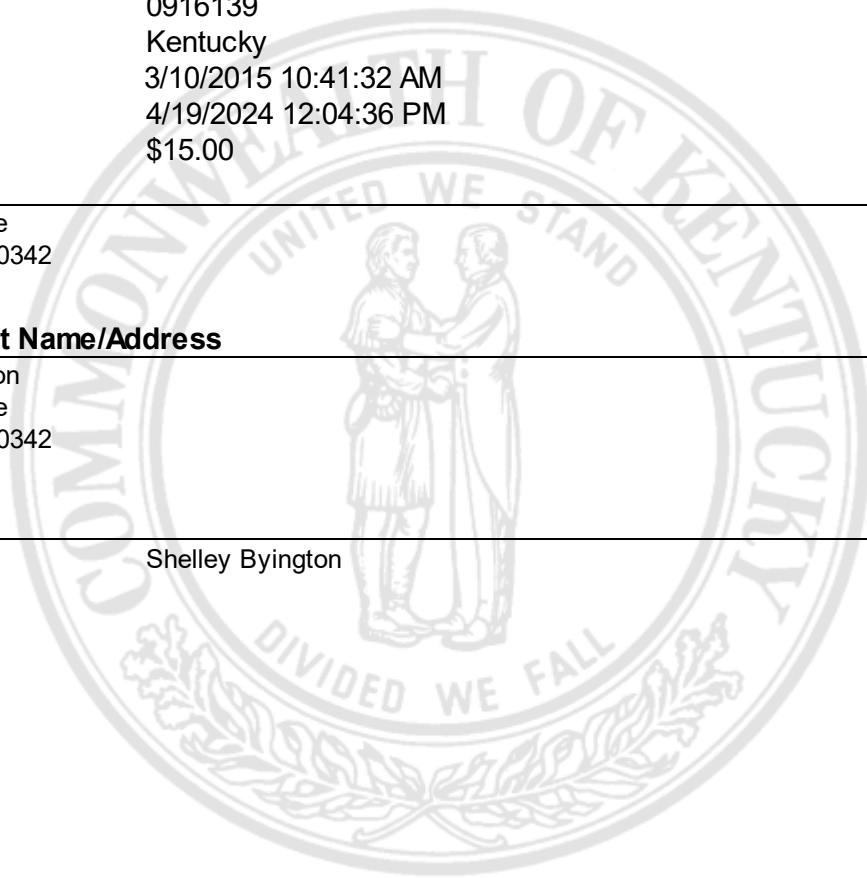 0916139
Kentucky
3/10/2015 10:41:32 AM
4/19/2024 12:04:36 PM
$15.00
e
0342
t Name/Address
on
e
0342
Shelley Byington
COMMONWEALTH OF KENTUCKY
UNITED WE STAND
DIVIDED WE FALL